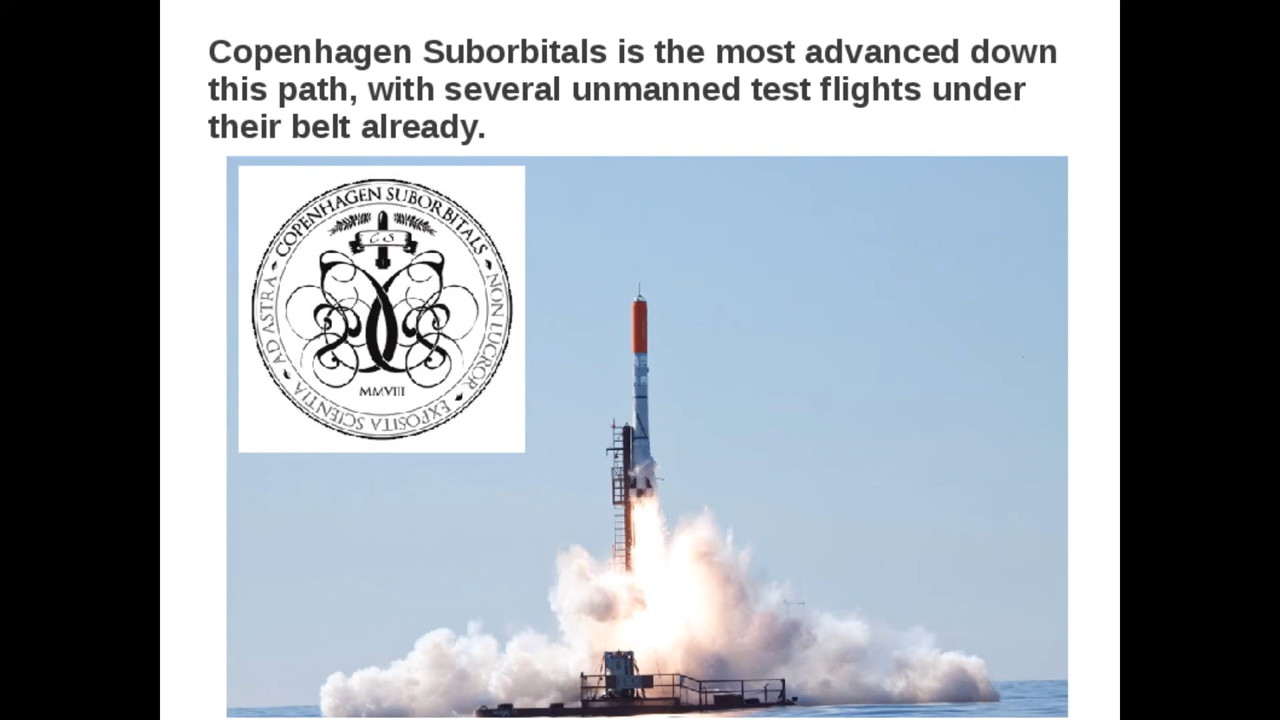 Copenhagen Suborbitals is the most advanced down
this path, with several unmanned test flights under
their belt already.
COPENHAGEN SUBORBITALS
NON LUCROR
EXPOSITA SCIENTIA
AD ASTRA
C S
MMVIII